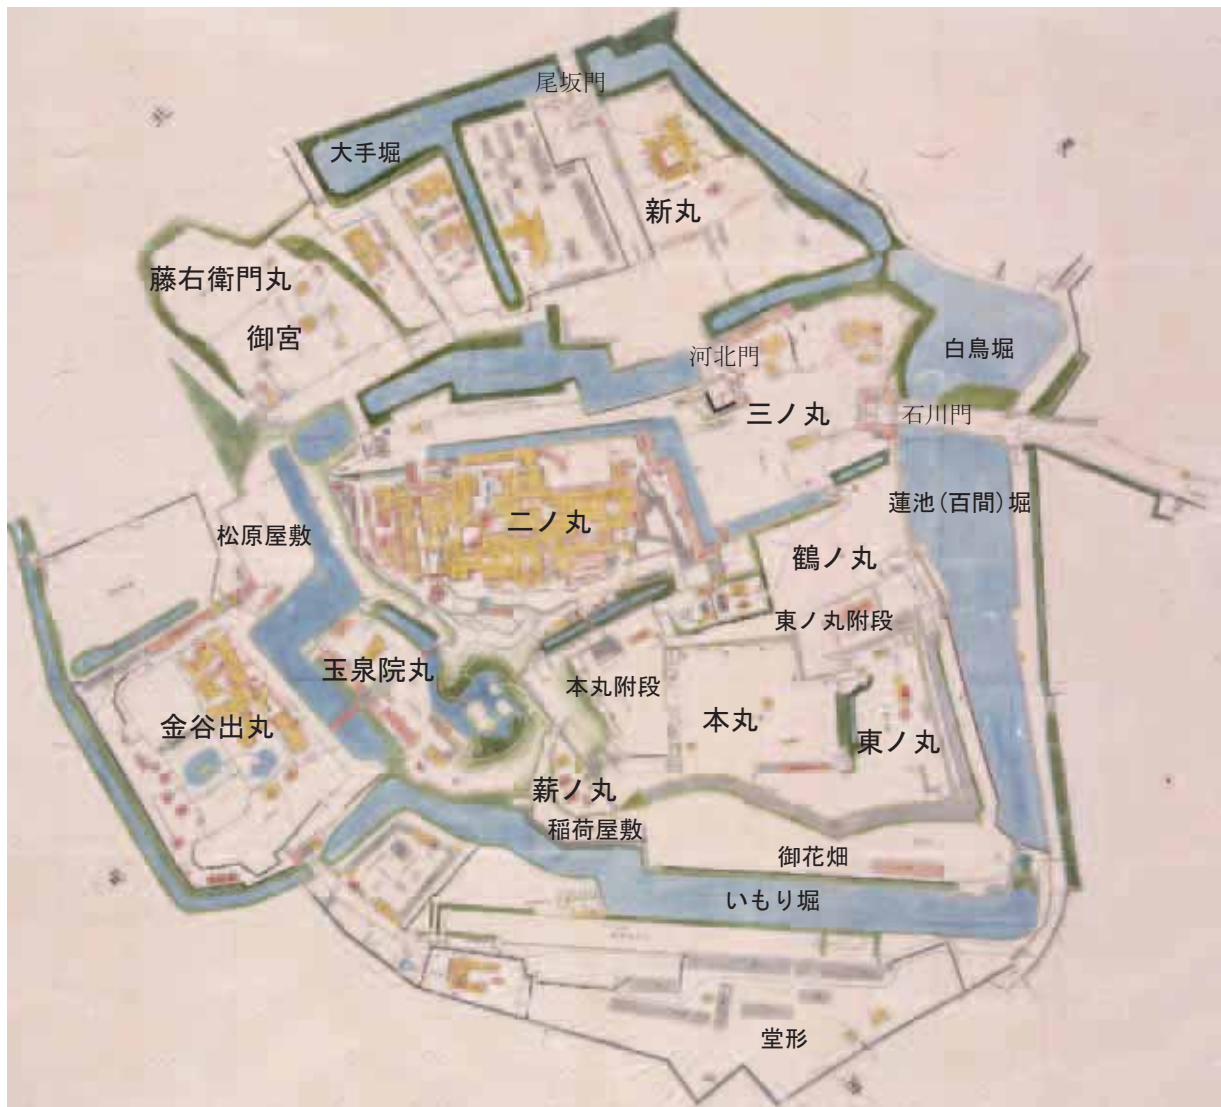 尾坂門
大手堀
新丸
藤右衛門丸
御宮
河北門
白鳥堀
三ノ丸
石川門
蓮池(百間)堀
二ノ丸
松原屋敷
鶴ノ丸
東ノ丸附段
玉泉院丸
本丸附段
金谷出丸
本丸
東ノ丸
薪ノ丸
稲荷屋敷
御花畑
いもり堀
堂形